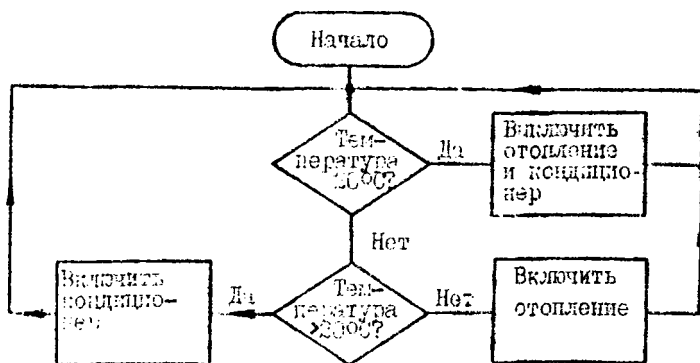 Начало
Тем-
пература
20°С?
Да
Выключить
отопление
и кондицио-
нер
Нет
Включить
кондицио-
нер
Да
Тем-
пература
>20°С?
Нет
Включить
отопление